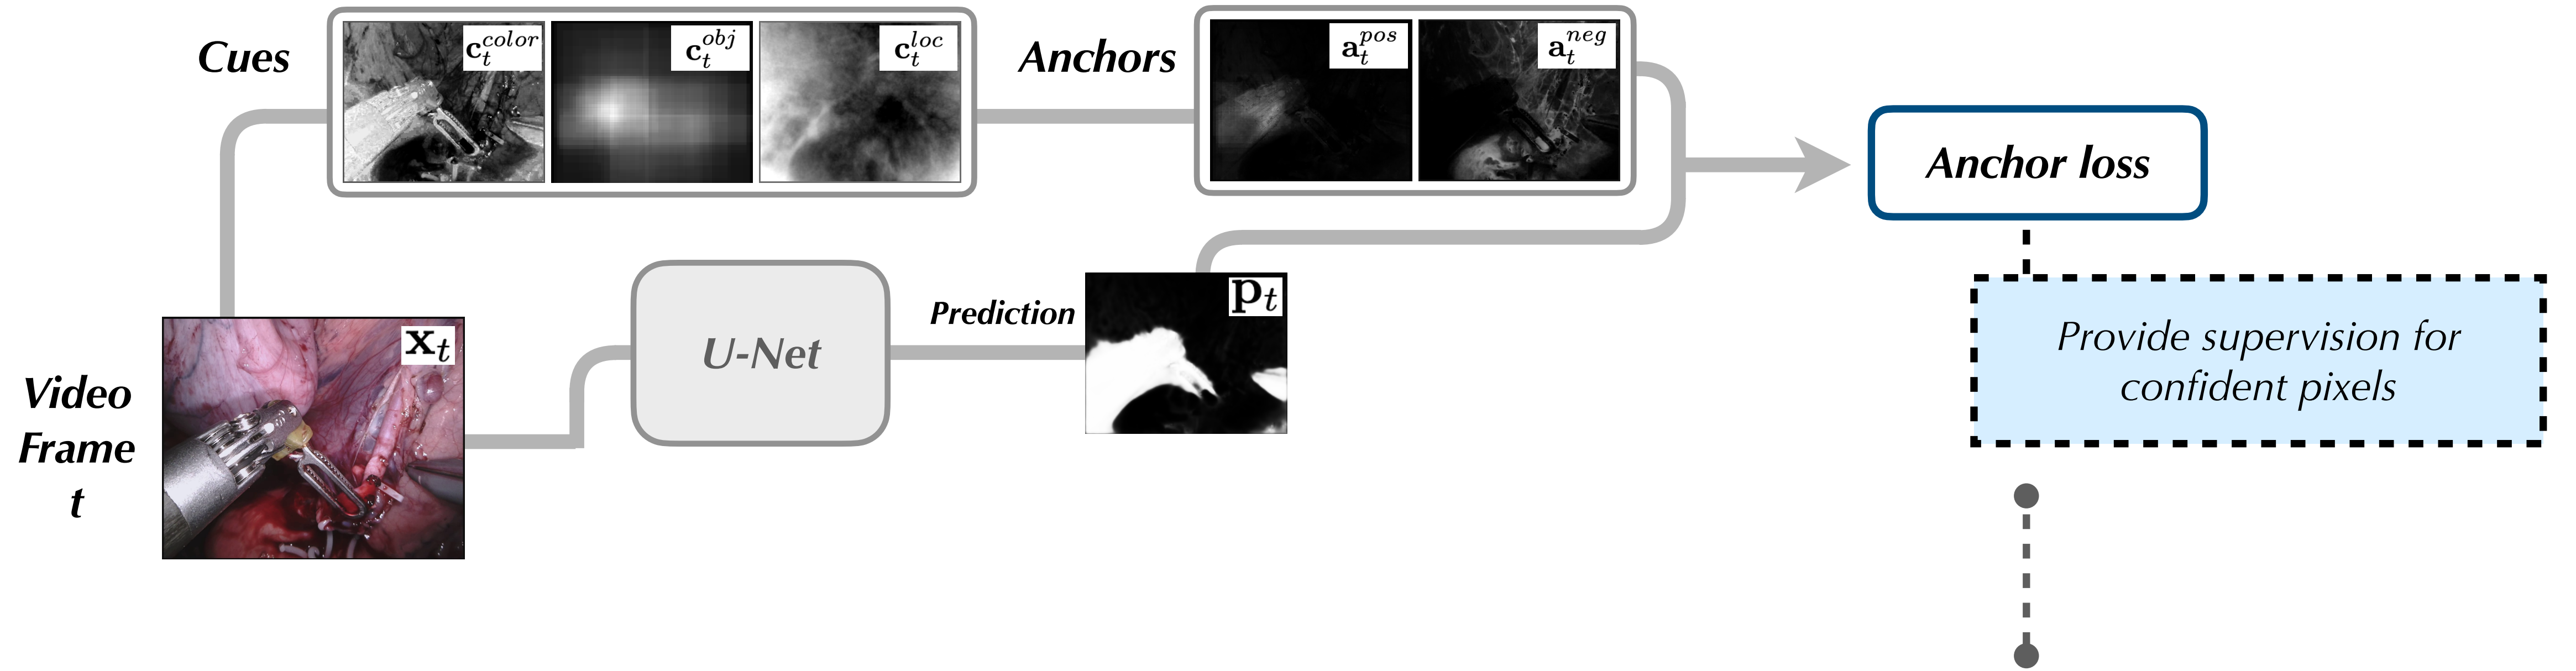 Cues
c_t^{color}
c_t^{obj}
c_t^{loc}
Anchors
a_t^{pos}
a_t^{neg}
Anchor loss
Provide supervision for
confident pixels
U-Net
Prediction
p_t
x_t
Video
Frame
t